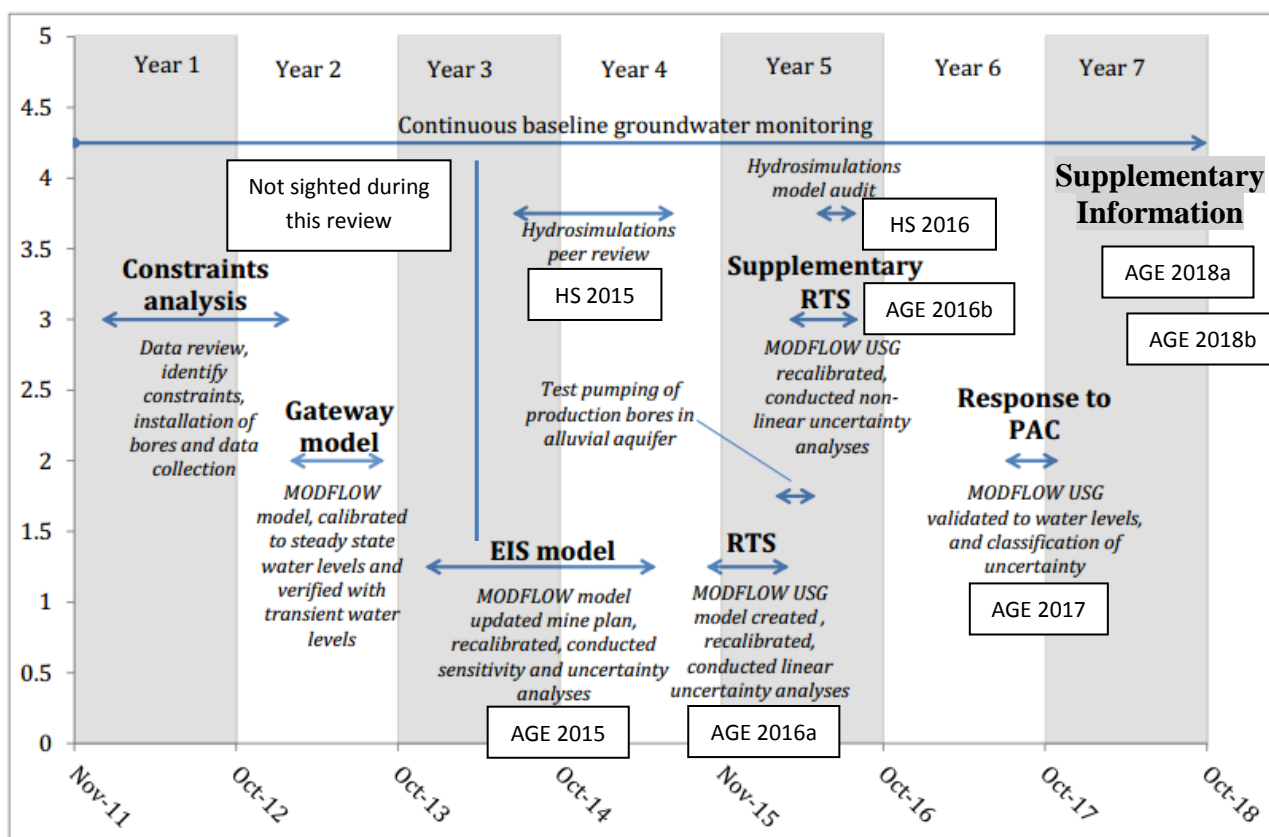 5
4.5
4
3.5
3
2.5
2
1.5
1
0.5
0
Year 1
Year 2
Year 3
Year 4
Year 5
Year 6
Year 7
Continuous baseline groundwater monitoring
Not sighted during
this review
Hydrosimulations
peer review
HS 2015
Hydrosimulations
model audit
HS 2016
Supplementary
Information
AGE 2018a
AGE 2018b
Constraints
analysis
Data review,
identify
constraints,
installation of
bores and data
collection
Gateway
model
MODFLOW
model, calibrated
to steady state
water levels and
verified with
transient water
levels
Supplementary
RTS
AGE 2016b
MODFLOW USG
recalibrated,
conducted non-
linear uncertainty
analyses
Test pumping of
production bores in
alluvial aquifer
Response to
PAC
MODFLOW USG
validated to water levels,
and classification of
uncertainty
AGE 2017
EIS model
MODFLOW model
updated mine plan,
recalibrated, conducted
sensitivity and uncertainty
analyses
AGE 2015
RTS
MODFLOW USG
model created ,
recalibrated,
conducted linear
uncertainty analyses
AGE 2016a
Nov-11
Oct-12
Oct-13
Oct-14
Nov-15
Oct-16
Oct-17
Oct-18